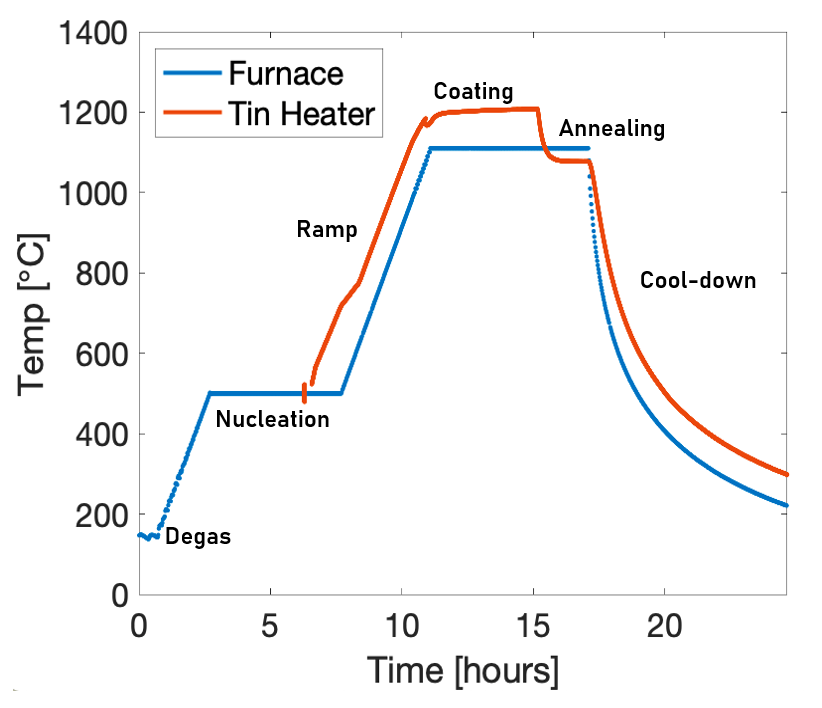 1400
1200
1000
800
600
400
200
0
Temp [°C]
Furnace
Tin Heater
Coating
Annealing
Ramp
Cool-down
Nucleation
Degas
0 5 10 15 20
Time [hours]